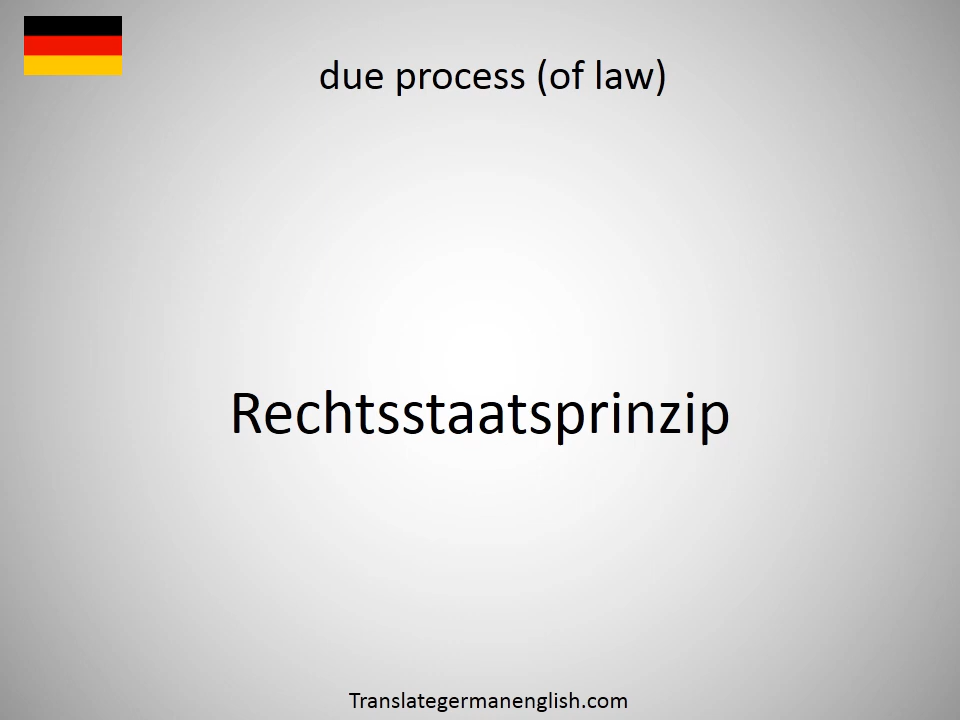 due process (of law)
Rechtsstaatsprinzip
Translategermanenglish.com